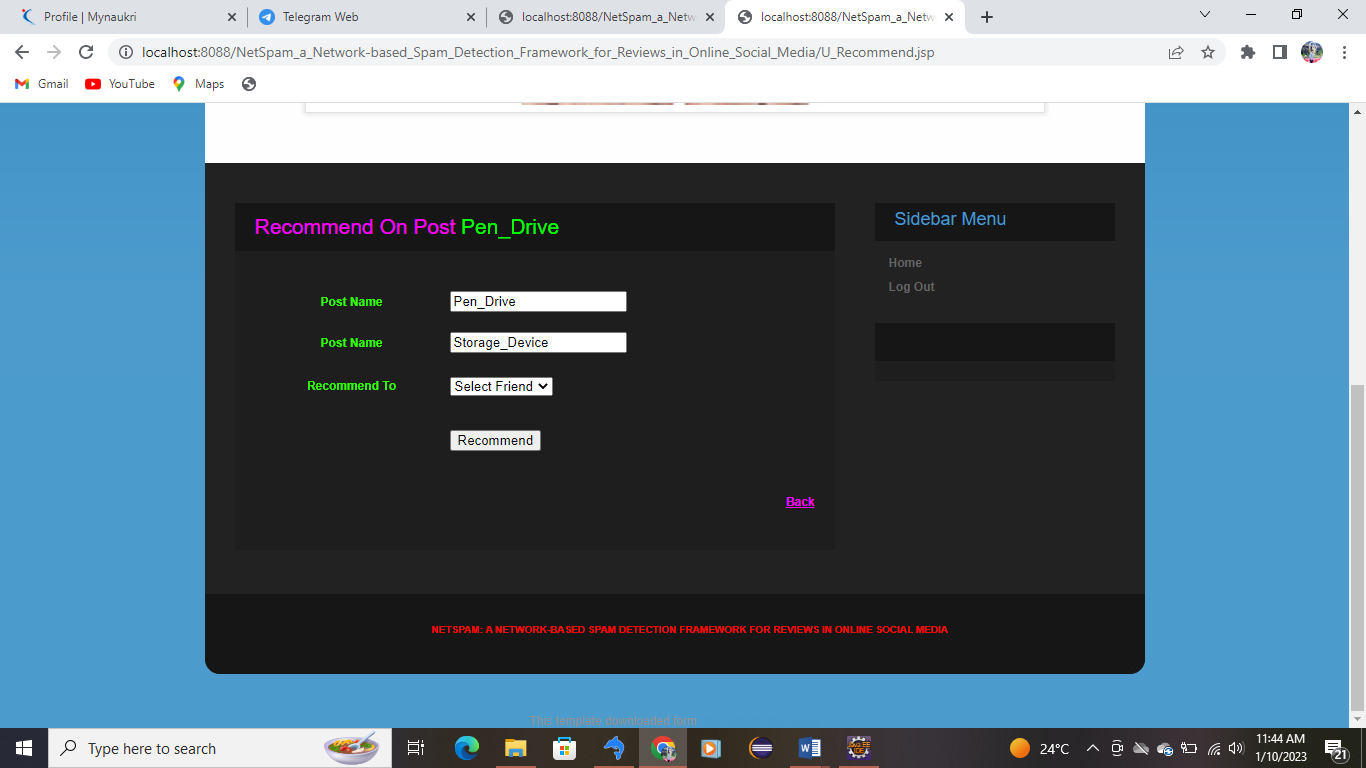 Profile | Mynaukri
Telegram Web
localhost:8088/NetSpam_a_Netw
localhost:8088/NetSpam_a_Netw
localhost:8088/NetSpam_a_Network-based_Spam_Detection_Framework_for_Reviews_in_Online_Social_Media/U_Recommend.jsp
Gmail
YouTube
Maps
Recommend On Post Pen_Drive
Sidebar Menu
Home
Log Out
Post Name
Pen_Drive
Post Name
Storage_Device
Recommend To
Select Friend
Recommend
Back
NETSPAM: A NETWORK-BASED SPAM DETECTION FRAMEWORK FOR REVIEWS IN ONLINE SOCIAL MEDIA
This template downloaded form
Type here to search
24°C
11:44 AM
1/10/2023
21